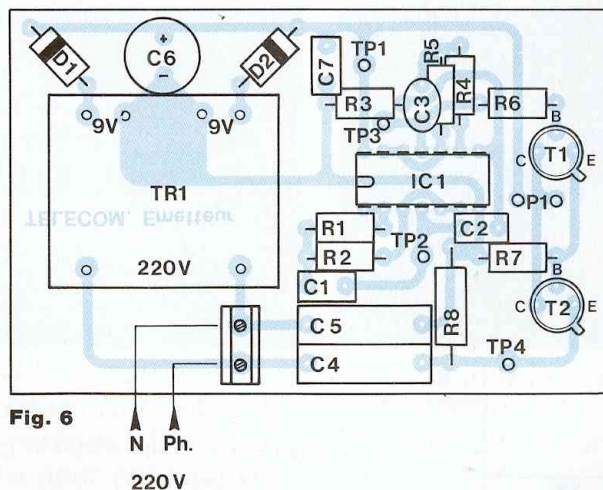 D1
+
C6
−
D2
C7
TP1
R5
R4
R3
C3
R6
TP3
B
9V
9V
C
T1
E
TR1
IC1
P1
TELECOM. Emetteur
R1
TP2
C2
R2
R7
220V
C1
B
C5
R8
C
T2
E
C4
TP4
Fig. 6
N
Ph.
220V